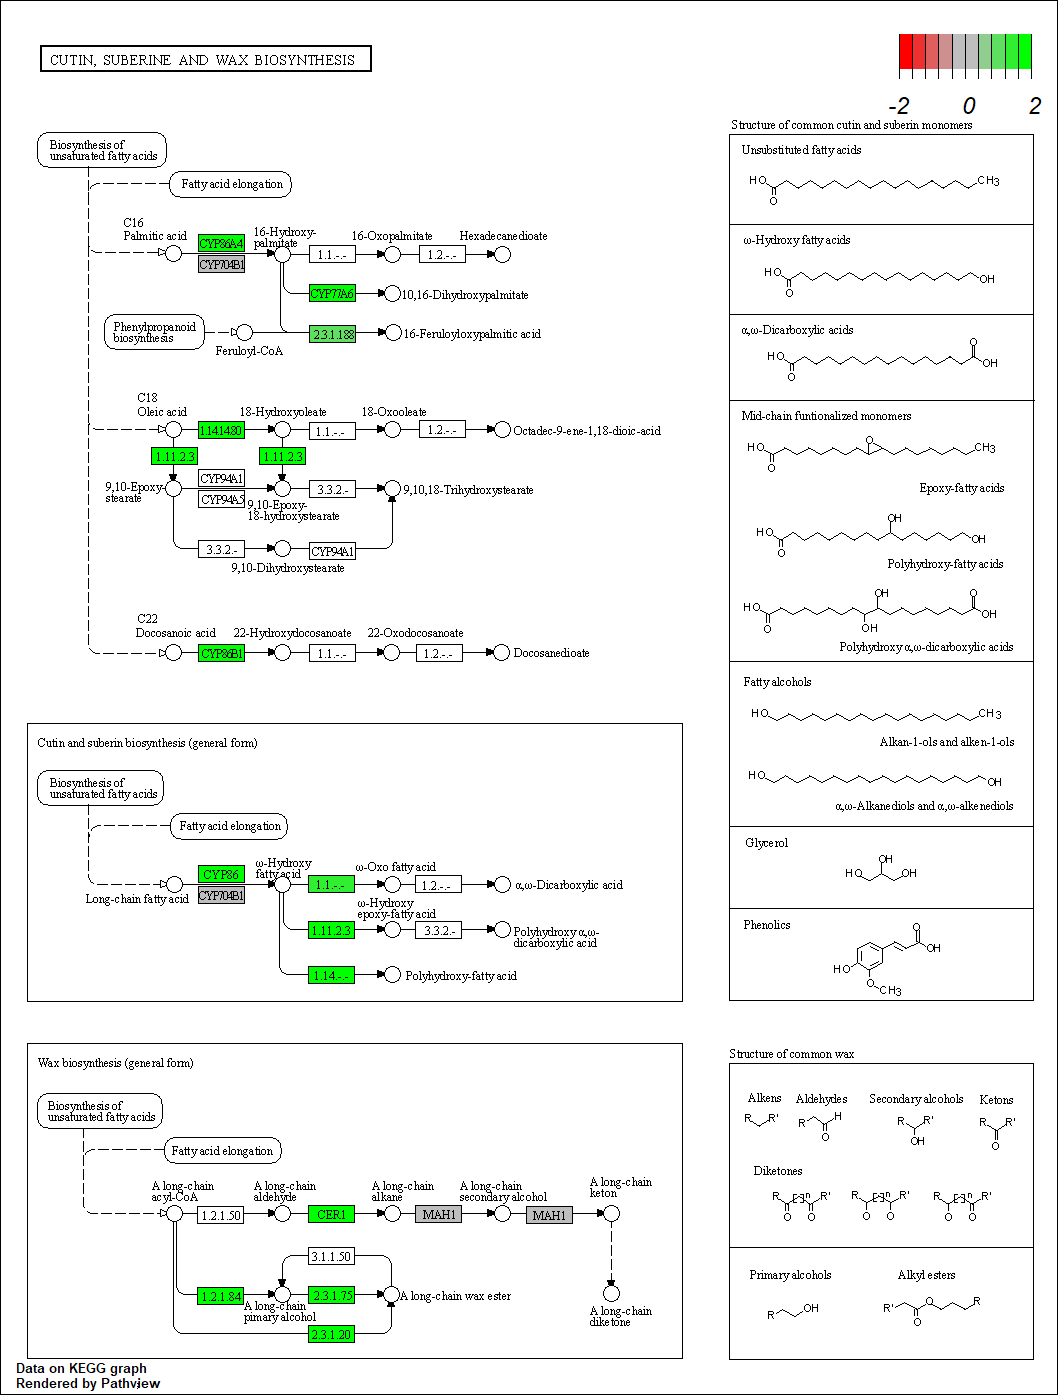 CUTIN, SUBERINE AND WAX BIOSYNTHESIS
-2 0 2
Biosynthesis of
unsaturated fatty acids
Fatty acid elongation
C16
Palmitic acid
CYP86A4
CYP704B1
16-Hydroxy-
palmitate
1.1.-.-
16-Oxopalmitate
1.2.-.-
Hexadecanedioate
CYP77A6
10,16-Dihydroxypalmitate
Phenylpropanoid
biosynthesis
Feruloyl-CoA
2.3.1.188
16-Feruloyloxypalmitic acid
C18
Oleic acid
1.14.14.80
18-Hydroxyoleate
1.1.-.-
18-Oxooleate
1.2.-.-
Octadec-9-ene-1,18-dioic-acid
1.11.2.3
1.11.2.3
9,10-Epoxy-
stearate
CYP94A1
CYP94A5
9,10-Epoxy-
18-hydroxystearate
3.3.2.-
9,10,18-Trihydroxystearate
3.3.2.-
9,10-Dihydroxystearate
CYP94A1
C22
Docosanoic acid
CYP86B1
22-Hydroxydocosanoate
1.1.-.-
22-Oxodocosanoate
1.2.-.-
Docosanedioate
Cutin and suberin biosynthesis (general form)
Biosynthesis of
unsaturated fatty acids
Fatty acid elongation
Long-chain fatty acid
CYP86
CYP704B1
ω-Hydroxy
fatty acid
1.1.-.-
ω-Oxo fatty acid
1.2.-.-
α,ω-Dicarboxylic acid
1.11.2.3
ω-Hydroxy
epoxy-fatty acid
3.3.2.-
Polyhydroxy α,ω-
dicarboxylic acid
1.14.-.-
Polyhydroxy-fatty acid
Wax biosynthesis (general form)
Biosynthesis of
unsaturated fatty acids
Fatty acid elongation
A long-chain
acyl-CoA
1.2.1.50
A long-chain
aldehyde
CER1
A long-chain
alkane
MAH1
A long-chain
secondary alcohol
MAH1
A long-chain
keton
3.1.1.50
1.2.1.84
A long-chain
pimary alcohol
2.3.1.75
A long-chain wax ester
2.3.1.20
A long-chain
diketone
Data on KEGG graph
Rendered by Pathview
Structure of common cutin and suberin monomers
Unsubstituted fatty acids
HO O CH3
ω-Hydroxy fatty acids
HO O OH
α,ω-Dicarboxylic acids
HO O O OH
Mid-chain funtionalized monomers
HO O O CH3
Epoxy-fatty acids
HO O OH OH
Polyhydroxy-fatty acids
HO O OH OH O OH
Polyhydroxy α,ω-dicarboxylic acids
Fatty alcohols
HO CH3
Alkan-1-ols and alken-1-ols
HO OH
α,ω-Alkanediols and α,ω-alkenediols
Glycerol
HO OH OH
Phenolics
HO O CH3 O OH
Structure of common wax
Alkens Aldehydes Secondary alcohols Ketons
R R' R H O R R' OH R R' O
Diketones
R [ ]n R' O O R [ ]n R' O O R [ ]n R' O O
Primary alcohols Alkyl esters
R OH R' O O R